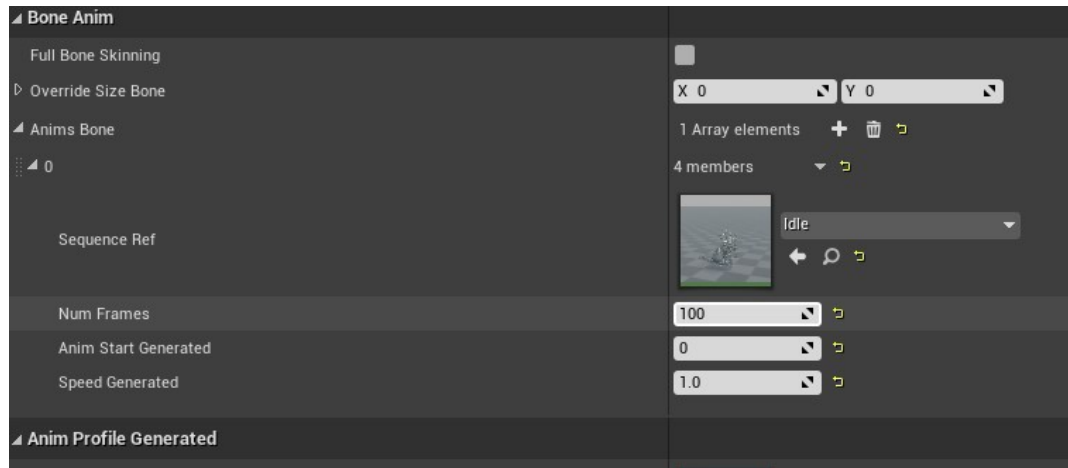 Bone Anim
Full Bone Skinning
Override Size Bone X 0 Y 0
Anims Bone 1 Array elements
0 4 members
Sequence Ref Idle
Num Frames 100
Anim Start Generated 0
Speed Generated 1.0
Anim Profile Generated